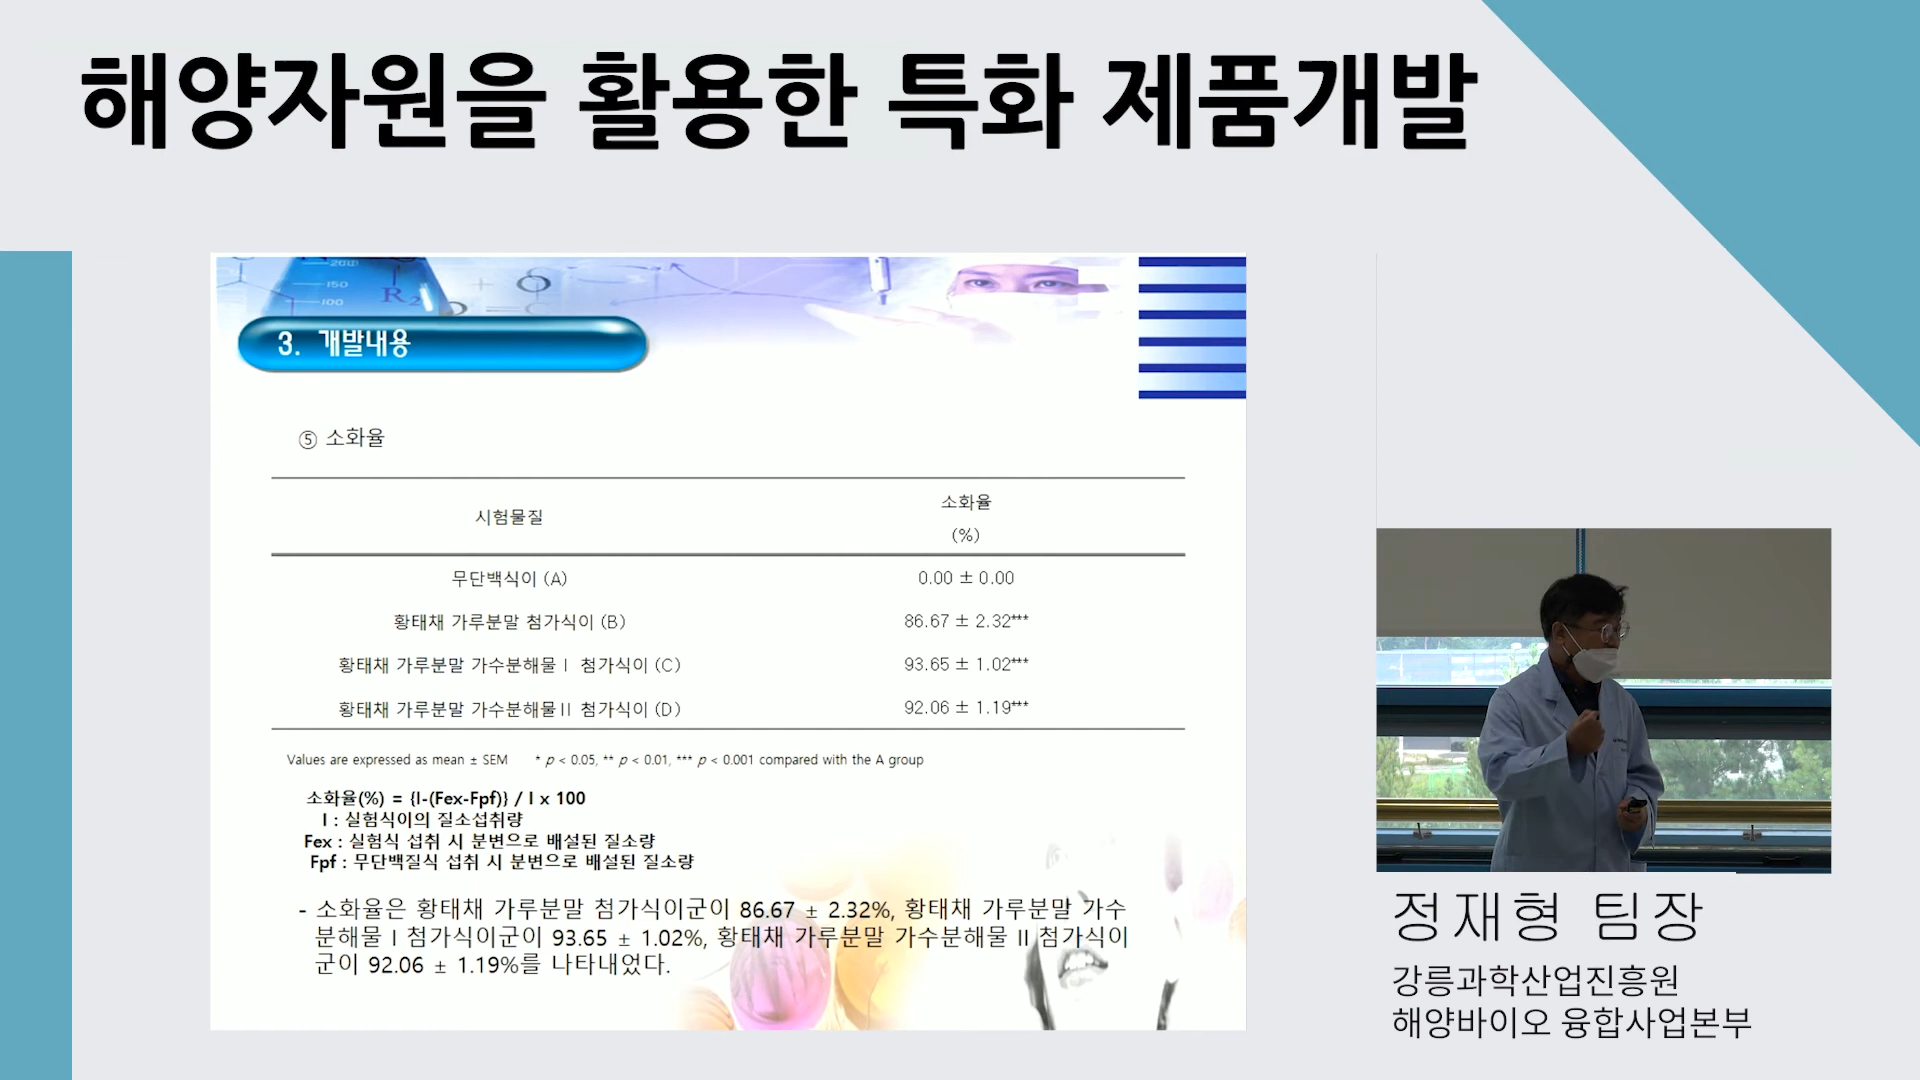 해양자원을 활용한 특화 제품개발
200
150
100
R2
3. 개발내용
⑤ 소화율
시험물질
소화율
(%)
무단백식이 (A) 0.00 ± 0.00
황태채 가루분말 첨가식이 (B) 86.67 ± 2.32***
황태채 가루분말 가수분해물 I 첨가식이 (C) 93.65 ± 1.02***
황태채 가루분말 가수분해물 II 첨가식이 (D) 92.06 ± 1.19***
Values are expressed as mean ± SEM * p < 0.05, ** p < 0.01, *** p < 0.001 compared with the A group
소화율(%) = {I-(Fex-Fpf)} / I x 100
I : 실험식이의 질소섭취량
Fex : 실험식 섭취 시 분변으로 배설된 질소량
Fpf : 무단백질식 섭취 시 분변으로 배설된 질소량
- 소화율은 황태채 가루분말 첨가식이군이 86.67 ± 2.32%, 황태채 가루분말 가수
분해물 I 첨가식이군이 93.65 ± 1.02%, 황태채 가루분말 가수분해물 II 첨가식이
군이 92.06 ± 1.19%를 나타내었다.
정재형 팀장
강릉과학산업진흥원
해양바이오 융합사업본부